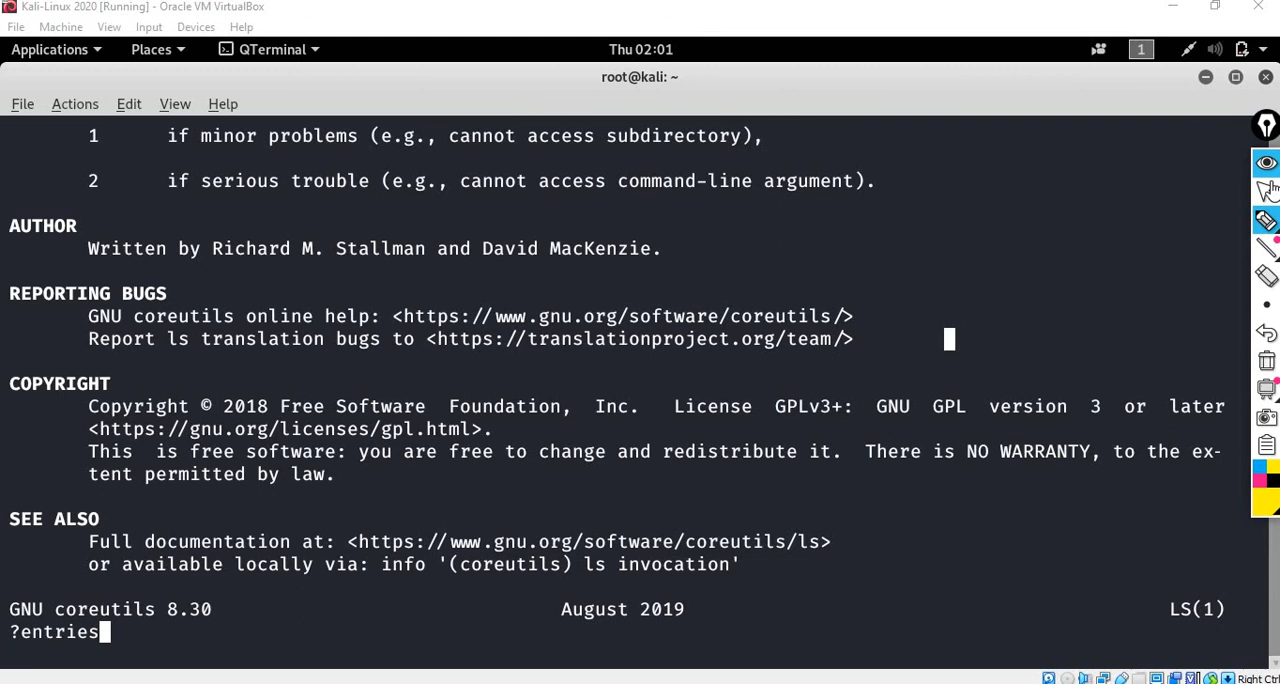 Kali-Linux 2020 [Running] - Oracle VM VirtualBox
File Machine View Input Devices Help
Applications Places QTerminal Thu 02:01 1
root@kali: ~
File Actions Edit View Help
1 if minor problems (e.g., cannot access subdirectory),
2 if serious trouble (e.g., cannot access command-line argument).
AUTHOR
Written by Richard M. Stallman and David MacKenzie.
REPORTING BUGS
GNU coreutils online help: <https://www.gnu.org/software/coreutils/>
Report ls translation bugs to <https://translationproject.org/team/>
COPYRIGHT
Copyright © 2018 Free Software Foundation, Inc. License GPLv3+: GNU GPL version 3 or later
<https://gnu.org/licenses/gpl.html>.
This is free software: you are free to change and redistribute it. There is NO WARRANTY, to the ex-
tent permitted by law.
SEE ALSO
Full documentation at: <https://www.gnu.org/software/coreutils/ls>
or available locally via: info '(coreutils) ls invocation'
GNU coreutils 8.30 August 2019 LS(1)
?entries
Right Ctrl